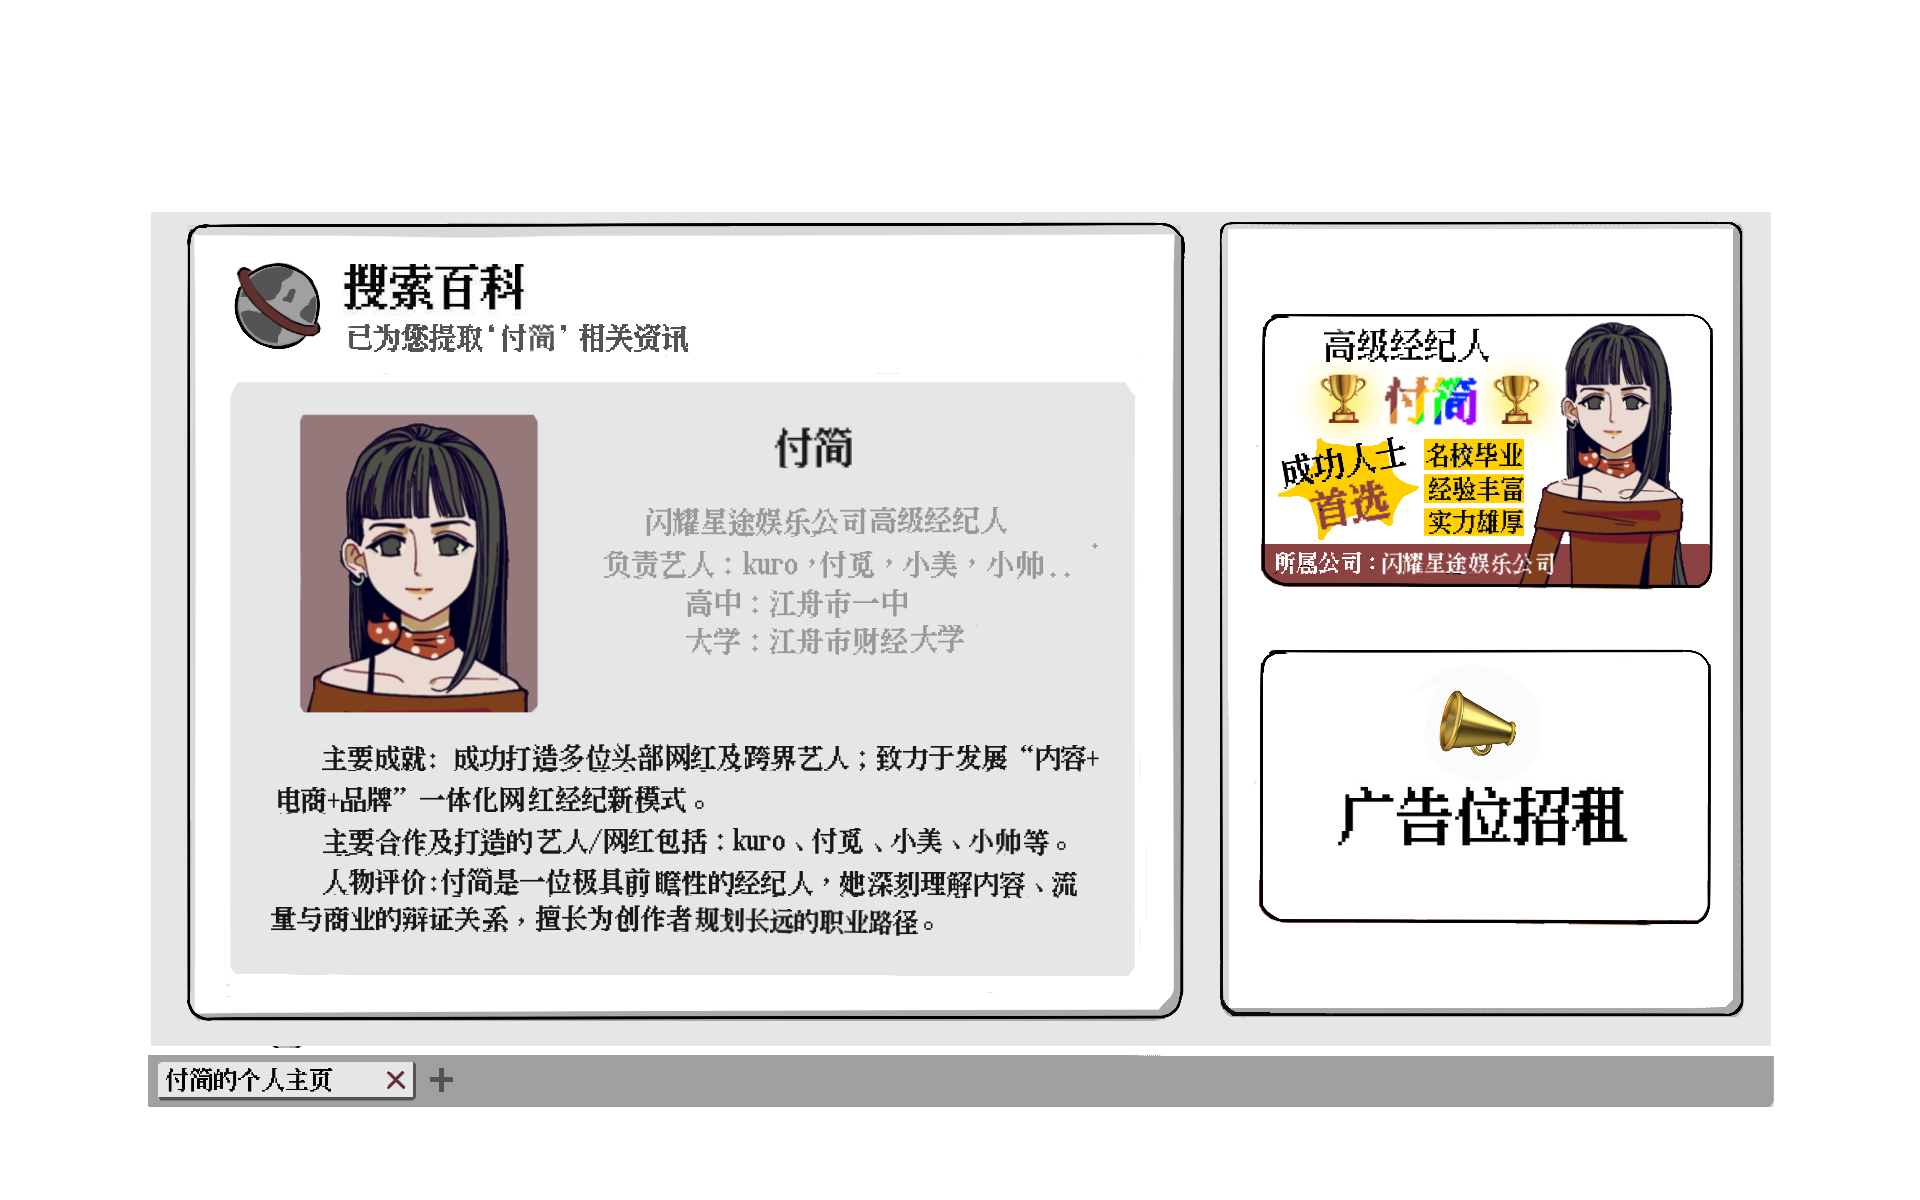 搜索百科
已为您提取‘付简’相关资讯
付简
闪耀星途娱乐公司高级经纪人
负责艺人：kuro，付觅，小美，小帅..
高中：江舟市一中
大学：江舟市财经大学
主要成就：成功打造多位头部网红及跨界艺人；致力于发展“内容+
电商+品牌”一体化网红经纪新模式。
主要合作及打造的艺人/网红包括：kuro、付觅、小美、小帅等。
人物评价:付简是一位极具前瞻性的经纪人，她深刻理解内容、流
量与商业的辩证关系，擅长为创作者规划长远的职业路径。
高级经纪人
付简
成功人士
首选
名校毕业
经验丰富
实力雄厚
所属公司：闪耀星途娱乐公司
广告位招租
付简的个人主页